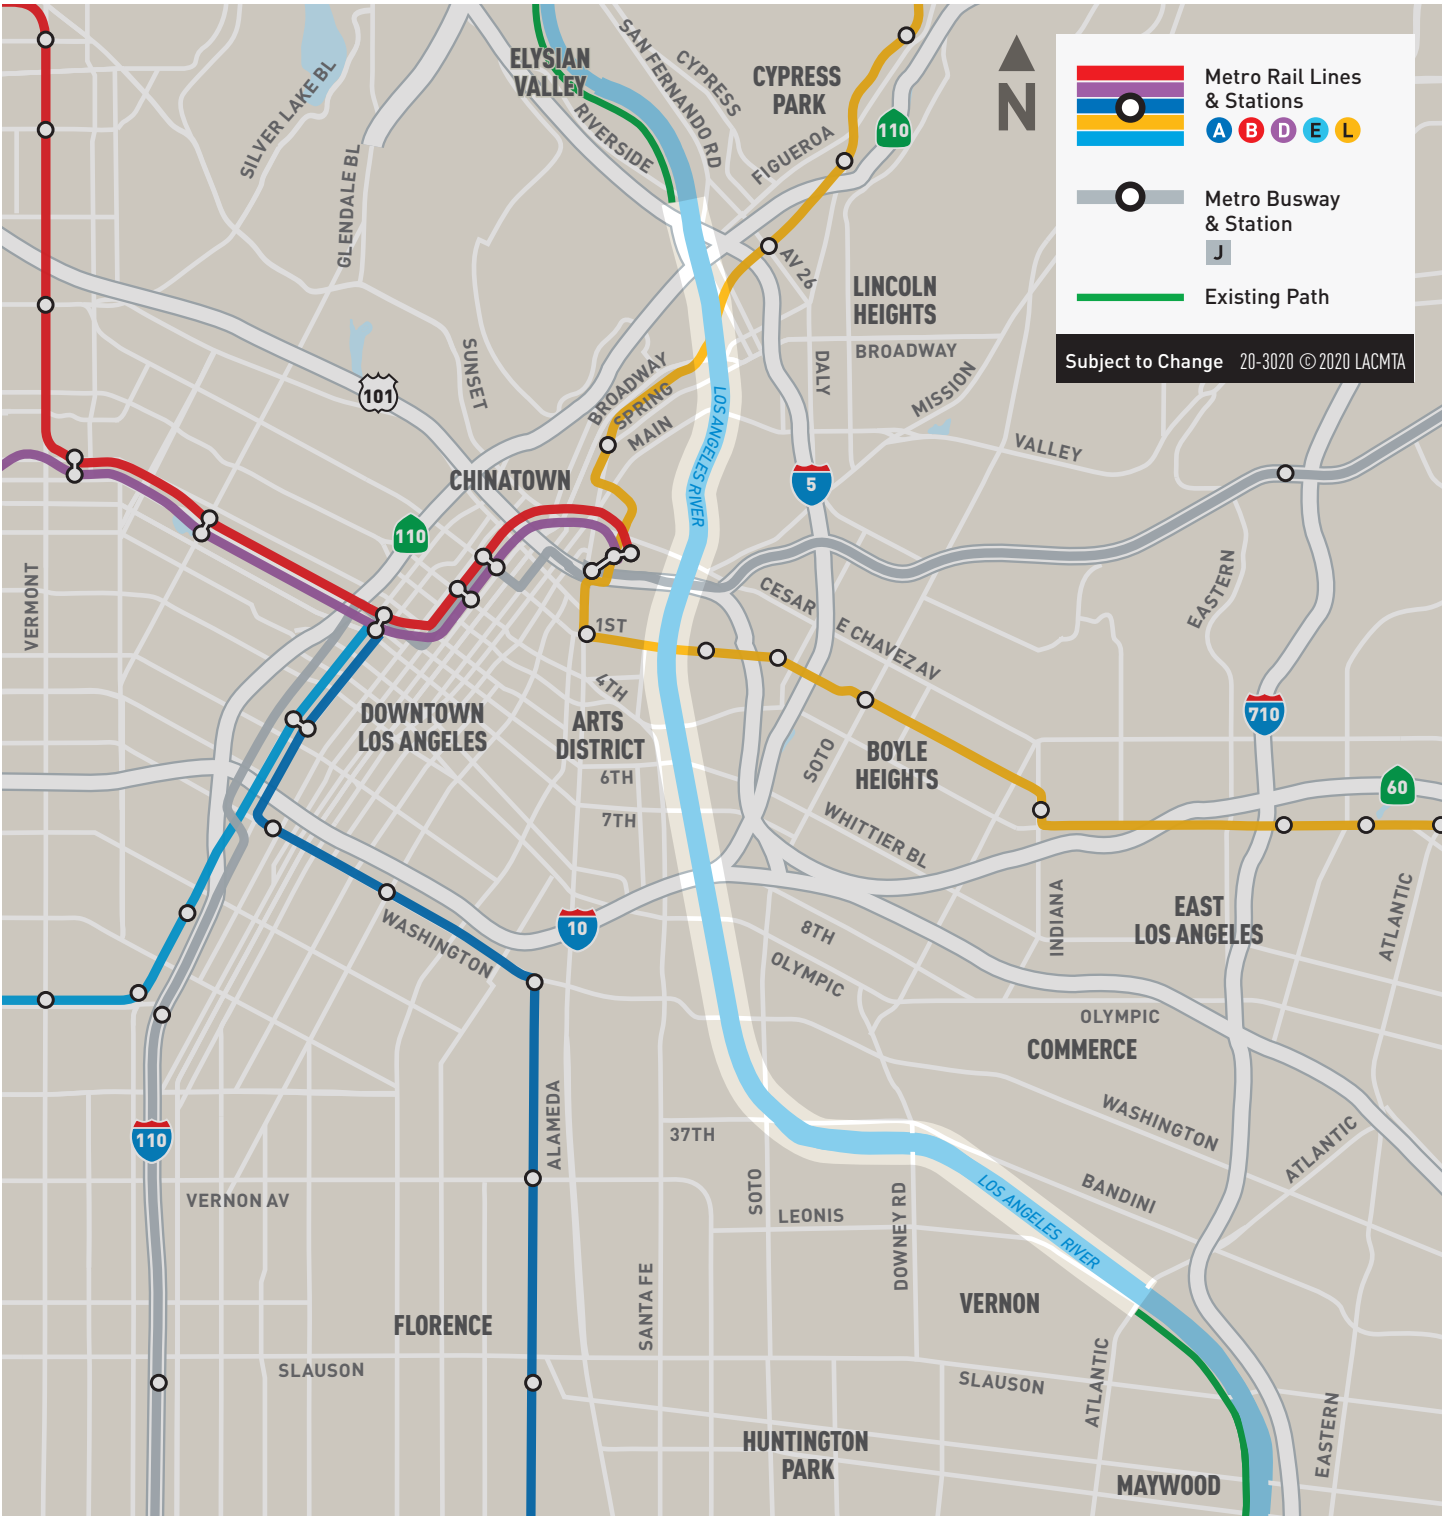 ELYSIAN
VALLEY
SAN FERNANDO RD
CYPRESS
CYPRESS
PARK
RIVERSIDE
FIGUEROA
110
SILVER LAKE BL
GLENDALE BL
N
Metro Rail Lines
& Stations
A B D E L
Metro Busway
& Station
J
Existing Path
Subject to Change 20-3020 © 2020 LACMTA
AV 26
LINCOLN
HEIGHTS
BROADWAY
DALY
MISSION
VALLEY
SUNSET
101
BROADWAY
SPRING
MAIN
LOS ANGELES RIVER
CHINATOWN
5
110
VERMONT
CESAR
E CHAVEZ AV
EASTERN
1ST
4TH
DOWNTOWN
LOS ANGELES
ARTS
DISTRICT
6TH
7TH
SOTO
BOYLE
HEIGHTS
WHITTIER BL
710
60
WASHINGTON
10
8TH
OLYMPIC
INDIANA
EAST
LOS ANGELES
ATLANTIC
OLYMPIC
COMMERCE
110
ALAMEDA
37TH
WASHINGTON
ATLANTIC
VERNON AV
SOTO
LEONIS
DOWNEY RD
LOS ANGELES RIVER
BANDINI
SANTA FE
VERNON
FLORENCE
SLAUSON
SLAUSON
ATLANTIC
EASTERN
HUNTINGTON
PARK
MAYWOOD